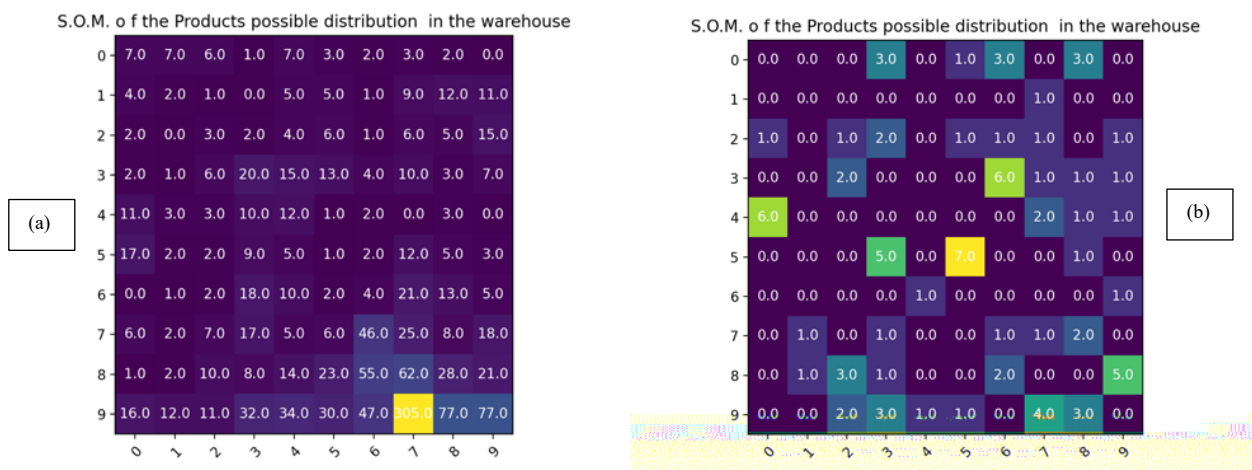 S.O.M. o f the Products possible distribution in the warehouse
0 7.0 7.0 6.0 1.0 7.0 3.0 2.0 3.0 2.0 0.0
1 4.0 2.0 1.0 0.0 5.0 5.0 1.0 9.0 12.0 11.0
2 2.0 0.0 3.0 2.0 4.0 6.0 1.0 6.0 5.0 15.0
3 2.0 1.0 6.0 20.0 15.0 13.0 4.0 10.0 3.0 7.0
4 11.0 3.0 3.0 10.0 12.0 1.0 2.0 0.0 3.0 0.0
5 17.0 2.0 2.0 9.0 5.0 1.0 2.0 12.0 5.0 3.0
6 0.0 1.0 2.0 18.0 10.0 2.0 4.0 21.0 13.0 5.0
7 6.0 2.0 7.0 17.0 5.0 6.0 46.0 25.0 8.0 18.0
8 1.0 2.0 10.0 8.0 14.0 23.0 55.0 62.0 28.0 21.0
9 16.0 12.0 11.0 32.0 34.0 30.0 47.0 305.0 77.0 77.0
0 1 2 3 4 5 6 7 8 9
(a)
S.O.M. o f the Products possible distribution in the warehouse
0 0.0 0.0 0.0 3.0 0.0 1.0 3.0 0.0 3.0 0.0
1 0.0 0.0 0.0 0.0 0.0 0.0 0.0 1.0 0.0 0.0
2 1.0 0.0 1.0 2.0 0.0 1.0 1.0 1.0 0.0 1.0
3 0.0 0.0 2.0 0.0 0.0 0.0 6.0 1.0 1.0 1.0
4 6.0 0.0 0.0 0.0 0.0 0.0 0.0 2.0 1.0 1.0
5 0.0 0.0 0.0 5.0 0.0 7.0 0.0 0.0 1.0 0.0
6 0.0 0.0 0.0 0.0 1.0 0.0 0.0 0.0 0.0 1.0
7 0.0 1.0 0.0 1.0 0.0 0.0 1.0 1.0 2.0 0.0
8 0.0 1.0 3.0 1.0 0.0 0.0 2.0 0.0 0.0 5.0
9 0.0 0.0 2.0 3.0 1.0 1.0 0.0 4.0 3.0 0.0
0 1 2 3 4 5 6 7 8 9
(b)